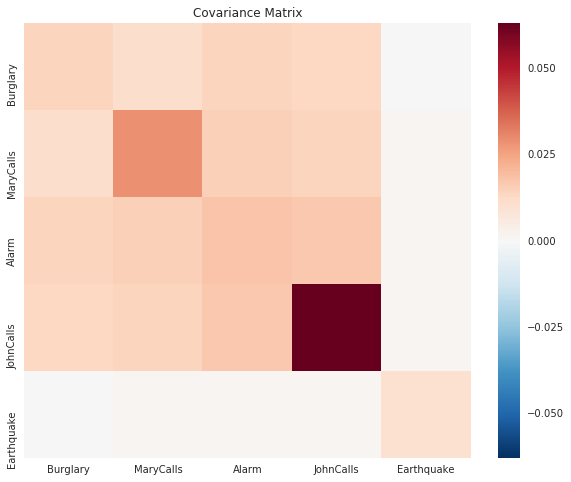 Covariance Matrix
Burglary
MaryCalls
Alarm
JohnCalls
Earthquake
Burglary MaryCalls Alarm JohnCalls Earthquake
0.050
0.025
0.000
−0.025
−0.050